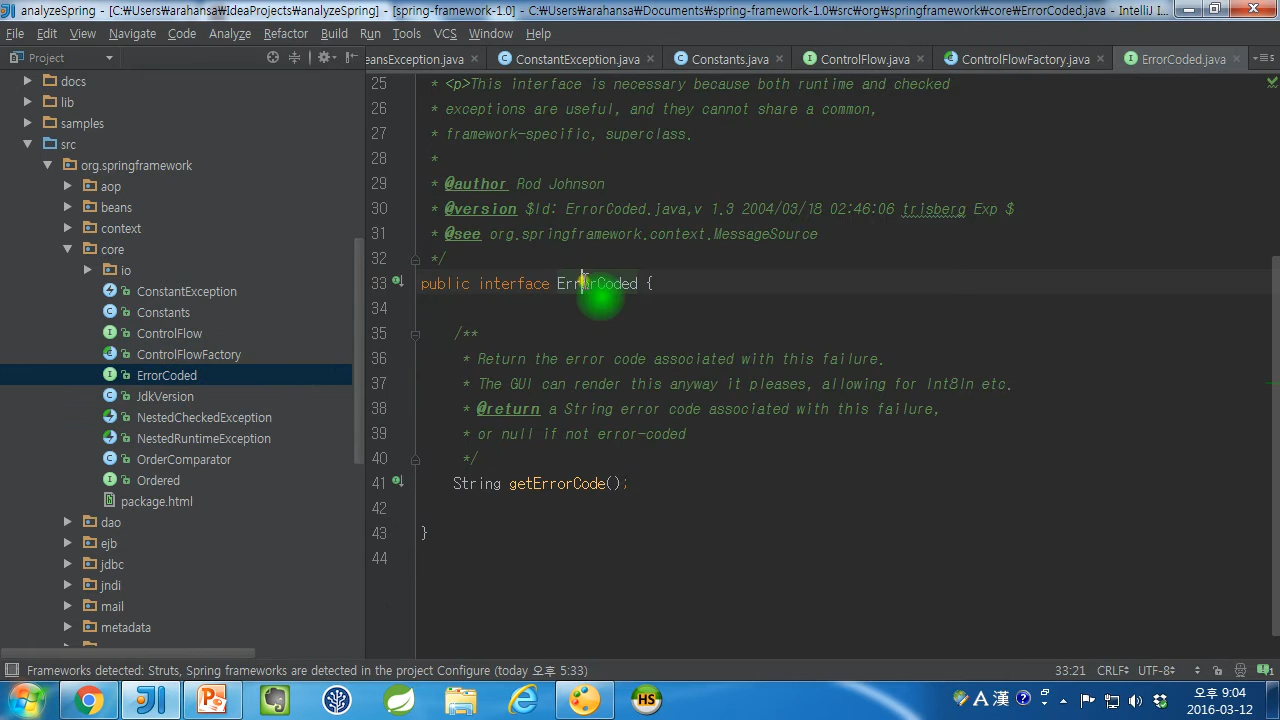 analyzeSpring - [C:₩Users₩arahansa₩IdeaProjects₩analyzeSpring] - [spring-framework-1.0] - C:₩Users₩arahansa₩Documents₩spring-framework-1.0₩src₩org₩springframework₩core₩ErrorCoded.java - IntelliJ I...
File Edit View Navigate Code Analyze Refactor Build Run Tools VCS Window Help
Project
eansException.java ConstantException.java Constants.java ControlFlow.java ControlFlowFactory.java ErrorCoded.java
docs
lib
samples
src
org.springframework
aop
beans
context
core
io
ConstantException
Constants
ControlFlow
ControlFlowFactory
ErrorCoded
JdkVersion
NestedCheckedException
NestedRuntimeException
OrderComparator
Ordered
package.html
dao
ejb
jdbc
jndi
mail
metadata
25 * <p>This interface is necessary because both runtime and checked
26 * exceptions are useful, and they cannot share a common,
27 * framework-specific, superclass.
28 *
29 * @author Rod Johnson
30 * @version $Id: ErrorCoded.java,v 1.3 2004/03/18 02:46:06 trisberg Exp $
31 * @see org.springframework.context.MessageSource
32 */
33 public interface ErrorCoded {
34
35 /**
36 * Return the error code associated with this failure.
37 * The GUI can render this anyway it pleases, allowing for Int8ln etc.
38 * @return a String error code associated with this failure,
39 * or null if not error-coded
40 */
41 String getErrorCode();
42
43 }
44
Frameworks detected: Struts, Spring frameworks are detected in the project Configure (today 오후 5:33) 33:21 CRLF UTF-8
A 漢 오후 9:04
2016-03-12
HS